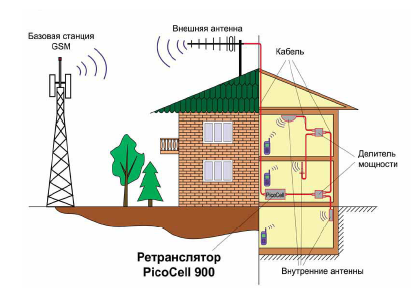 Внешняя антенна
Базовая станция
GSM
Кабель
Делитель
мощности
PicoCell
Ретранслятор
PicoCell 900
Внутренние антенны